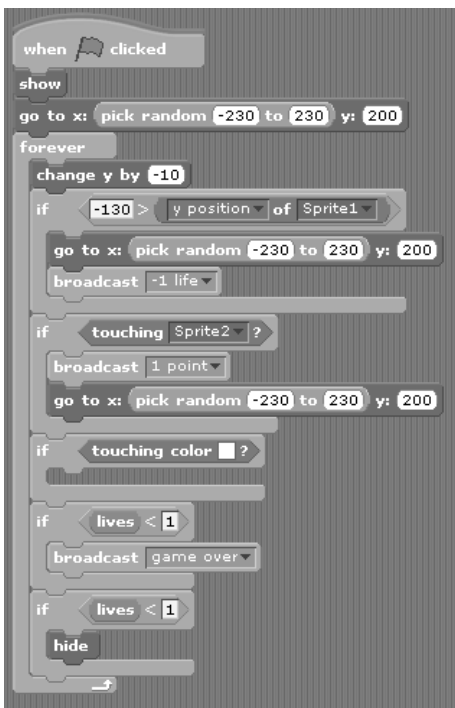 when clicked
show
go to x: pick random -230 to 230 y: 200
forever
change y by -10
if -130 > y position of Sprite1
go to x: pick random -230 to 230 y: 200
broadcast -1 life
if touching Sprite2 ?
broadcast 1 point
go to x: pick random -230 to 230 y: 200
if touching color ?
if lives < 1
broadcast game over
if lives < 1
hide